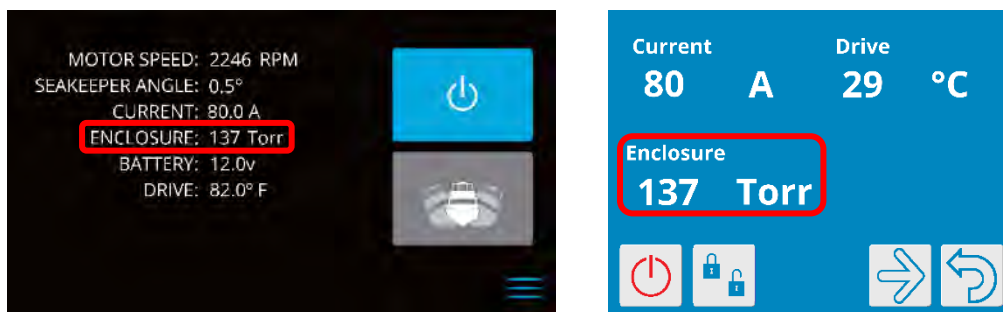 MOTOR SPEED: 2246 RPM
SEAKEEPER ANGLE: 0.5°
CURRENT: 80.0 A
ENCLOSURE: 137 Torr
BATTERY: 12.0v
DRIVE: 82.0° F
Current Drive
80 A 29 °C
Enclosure
137 Torr